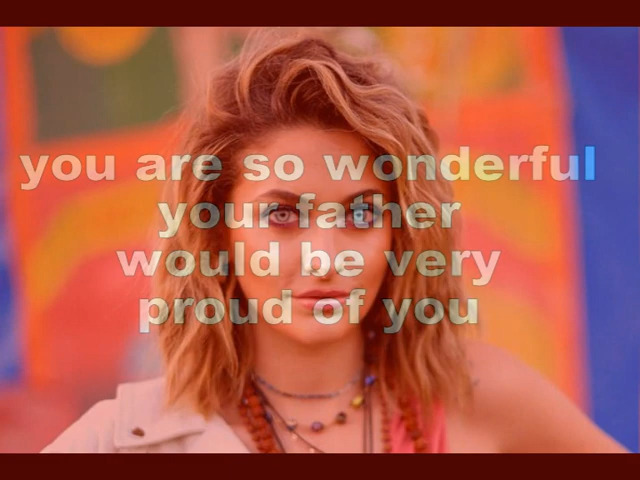 you are so wonderful
your father
would be very
proud of you